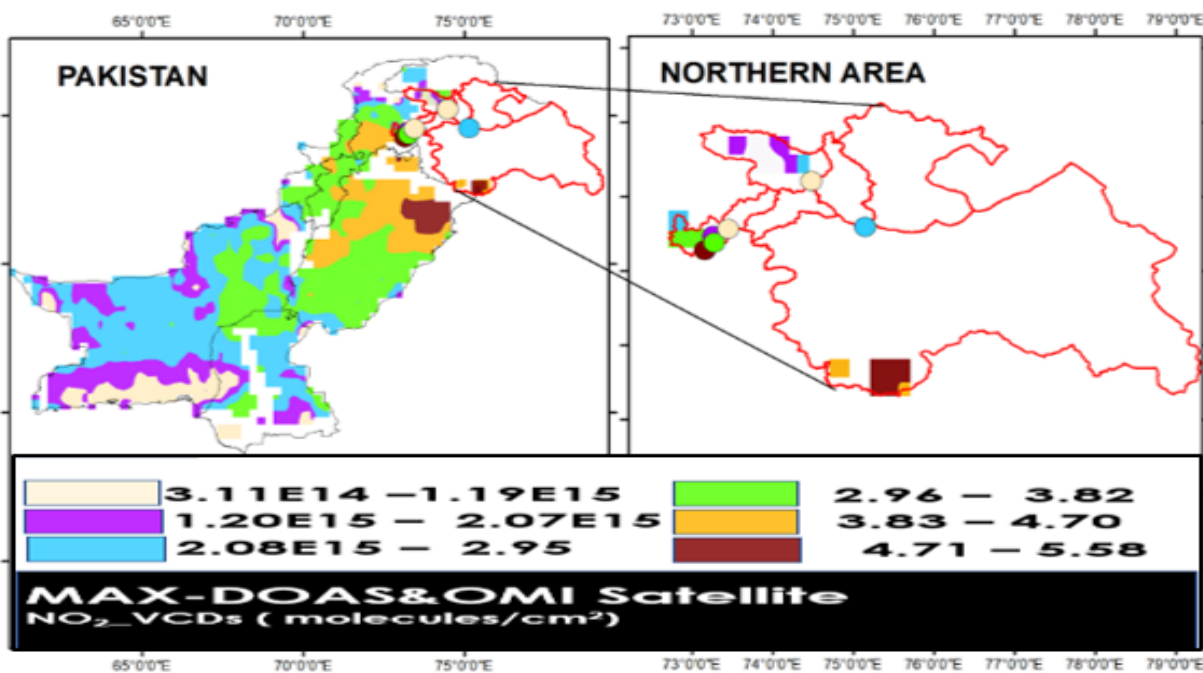 65°0'0"E 70°0'0"E 75°0'0"E
73°0'0"E 74°0'0"E 75°0'0"E 76°0'0"E 77°0'0"E 78°0'0"E 79°0'0"E
PAKISTAN
NORTHERN AREA
3.11E14 –1.19E15
2.96 – 3.82
1.20E15 – 2.07E15
3.83 – 4.70
2.08E15 – 2.95
4.71 – 5.58
MAX-DOAS&OMI Satellite
NO₂_VCDs ( molecules/cm²)
65°0'0"E 70°0'0"E 75°0'0"E
73°0'0"E 74°0'0"E 75°0'0"E 76°0'0"E 77°0'0"E 78°0'0"E 79°0'0"E